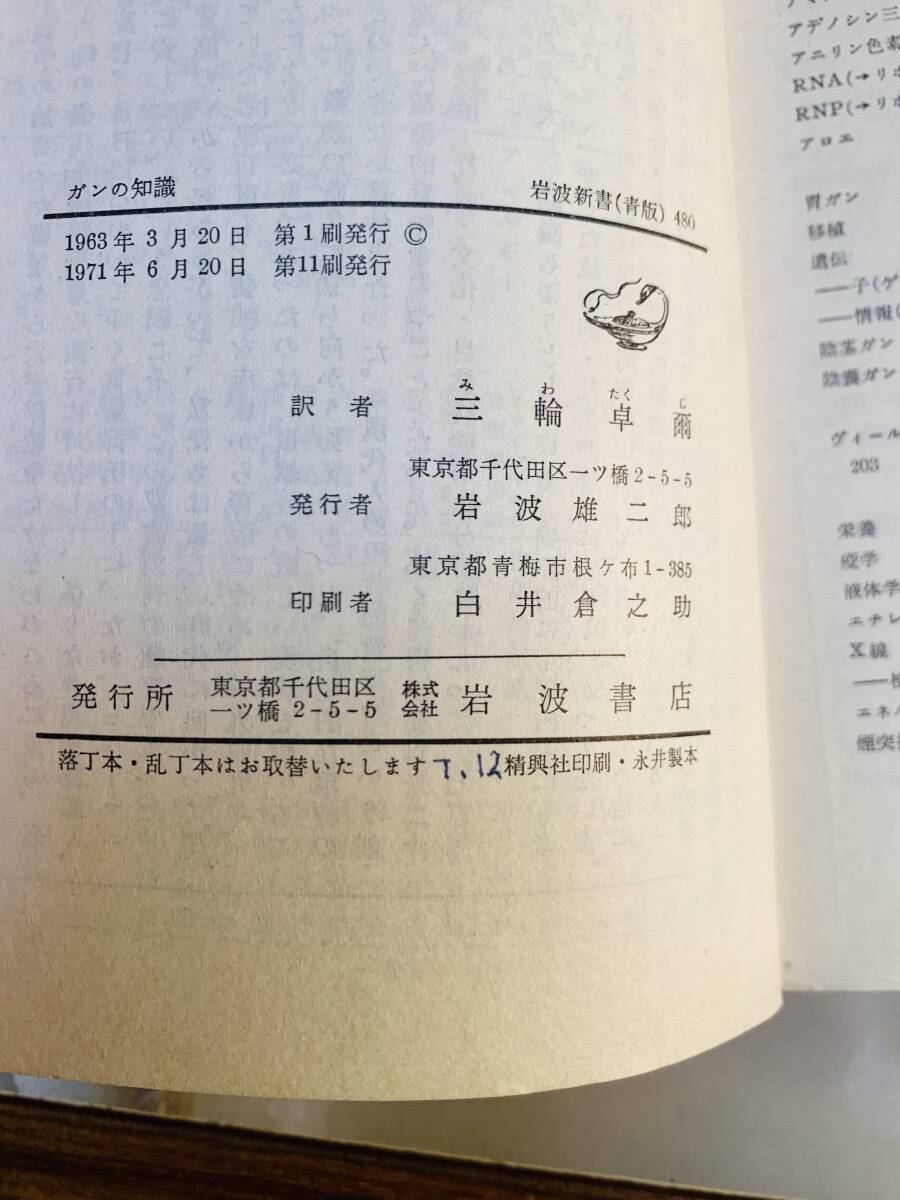 ガンの知識
岩波新書(青版) 480
1963年3月20日 第1刷発行 ©
1971年6月20日 第11刷発行
み わ たく じ
訳者 三輪卓爾
東京都千代田区一ツ橋2-5-5
発行者 岩波雄二郎
東京都青梅市根ケ布1-385
印刷者 白井倉之助
発行所 東京都千代田区 株式 岩波書店
一ツ橋 2-5-5 会社
落丁本・乱丁本はお取替いたします 7.12 精興社印刷・永井製本
アデノシン三
アニリン色素
RNA(→リボ
RNP(→リボ
アロエ
胃ガン
移植
遺伝
――子(ゲ
――情報(
陰茎ガン
陰嚢ガン
ヴィール
203
栄養
疫学
液体学
エチレ
X線
エネル
煙突